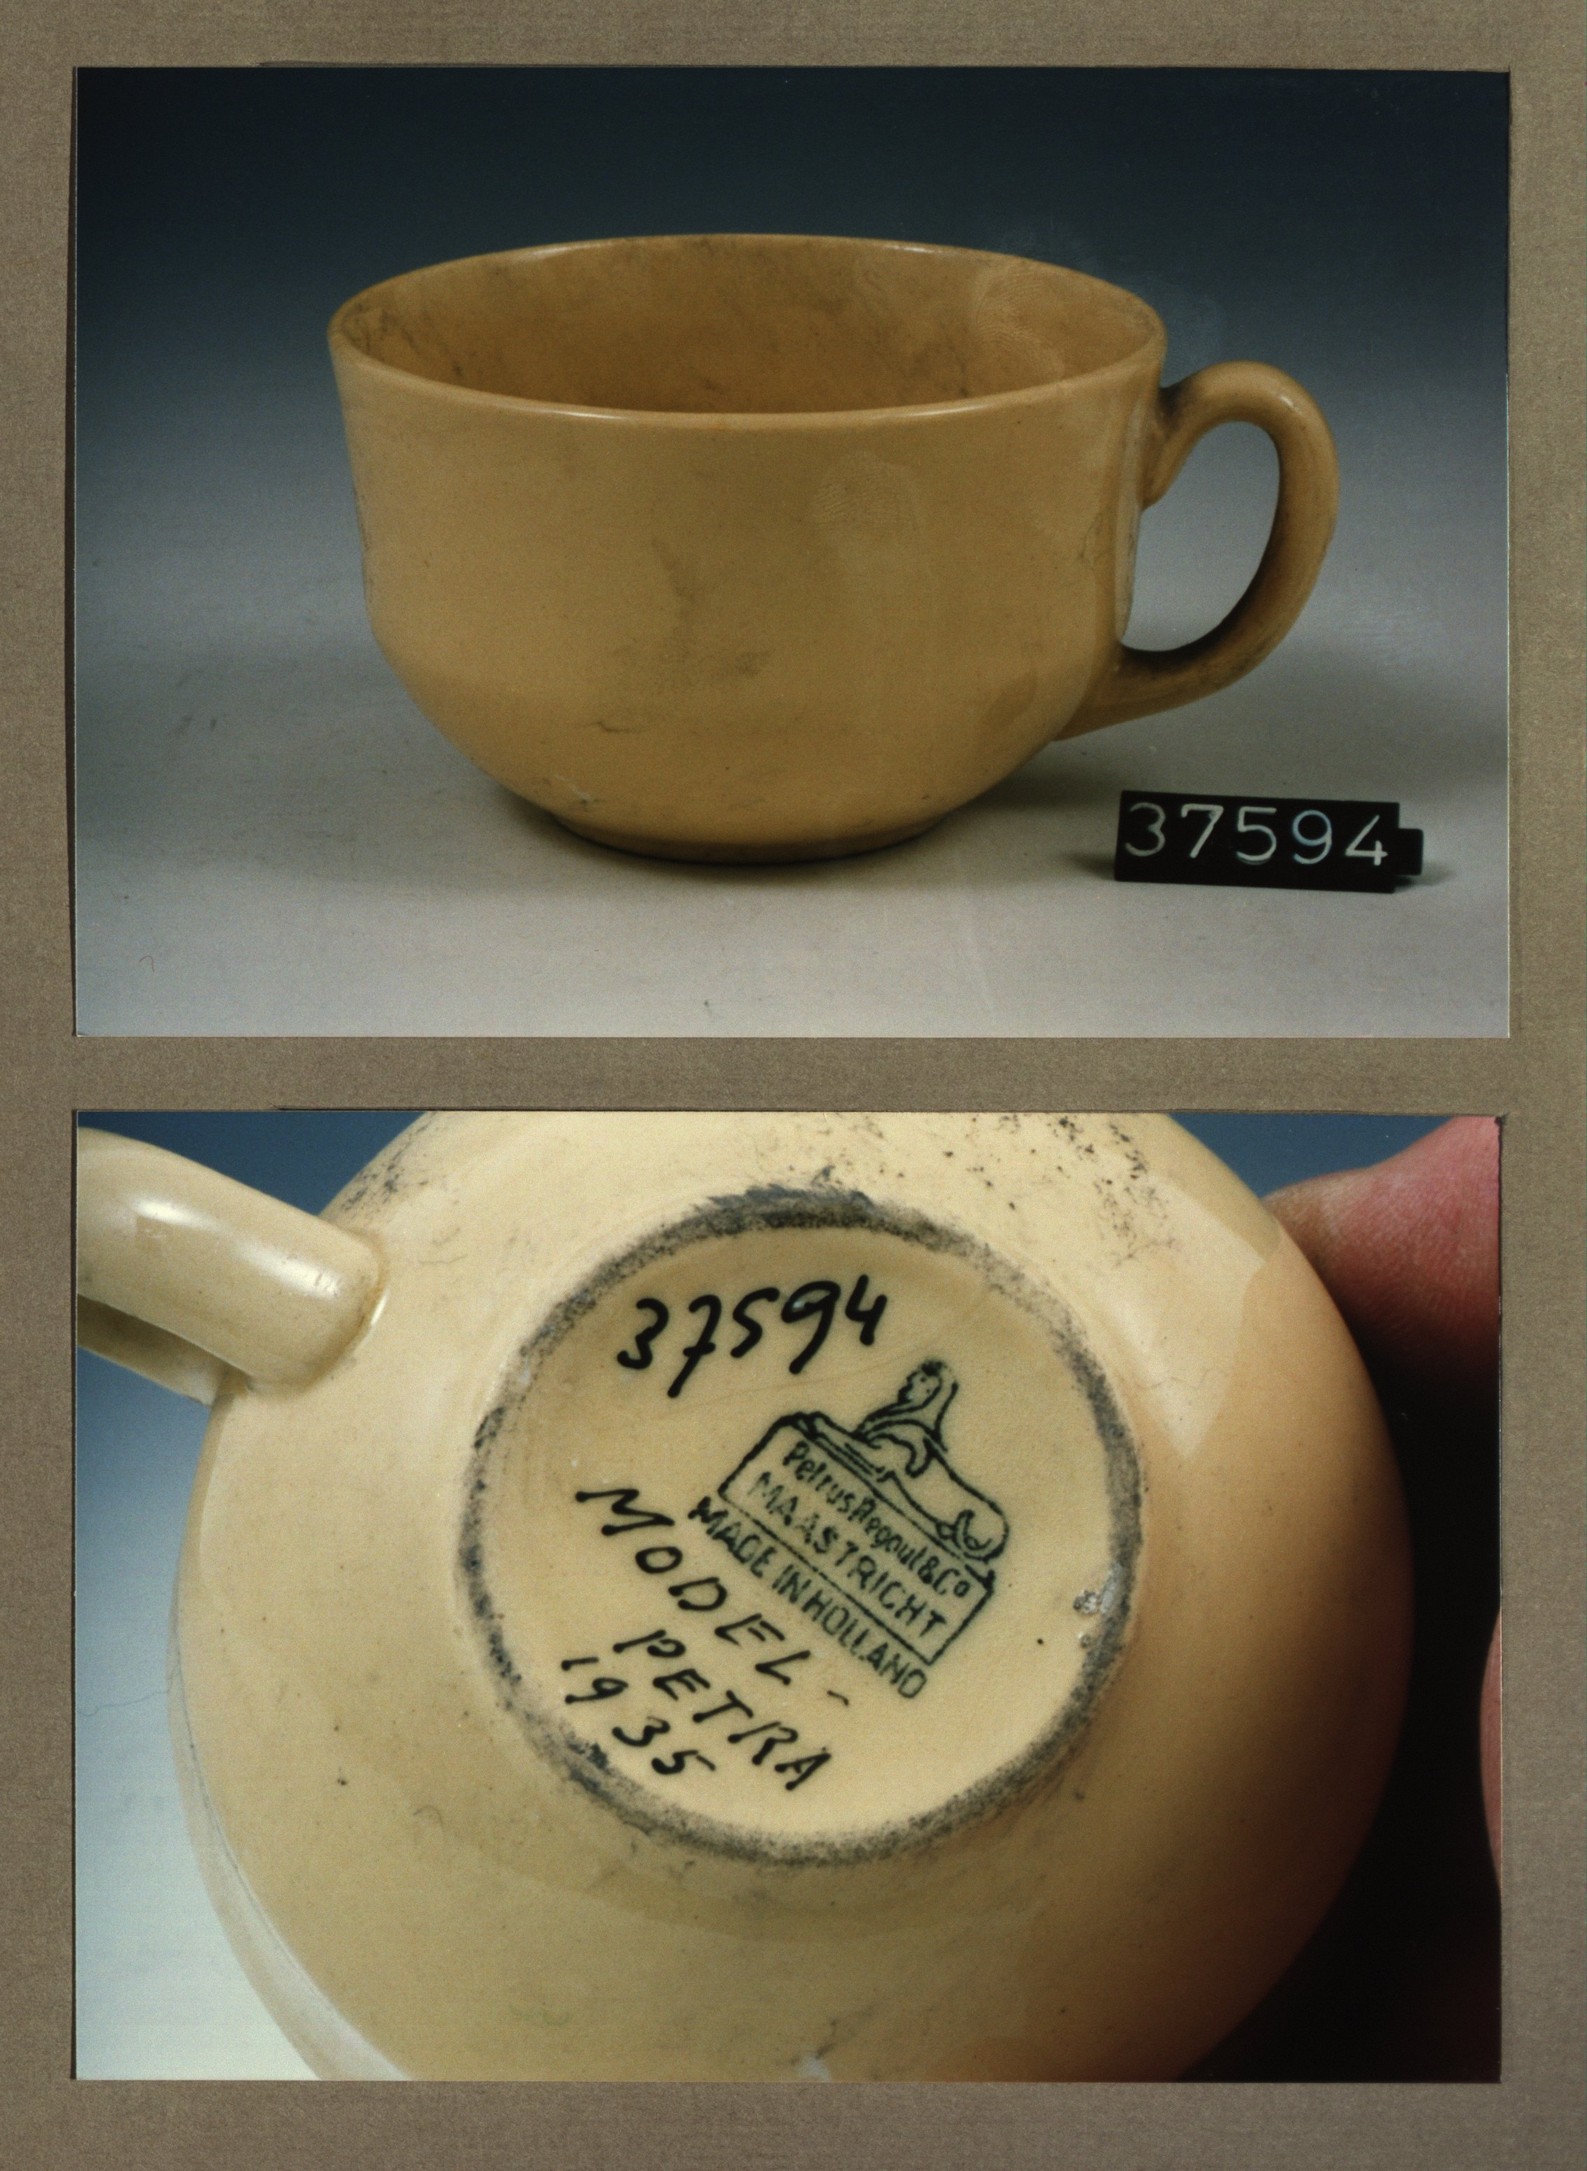 37594
37594
Petrus Regout & Co
MAASTRICHT
MADE IN HOLLAND
MODEL-
PETRA
1935